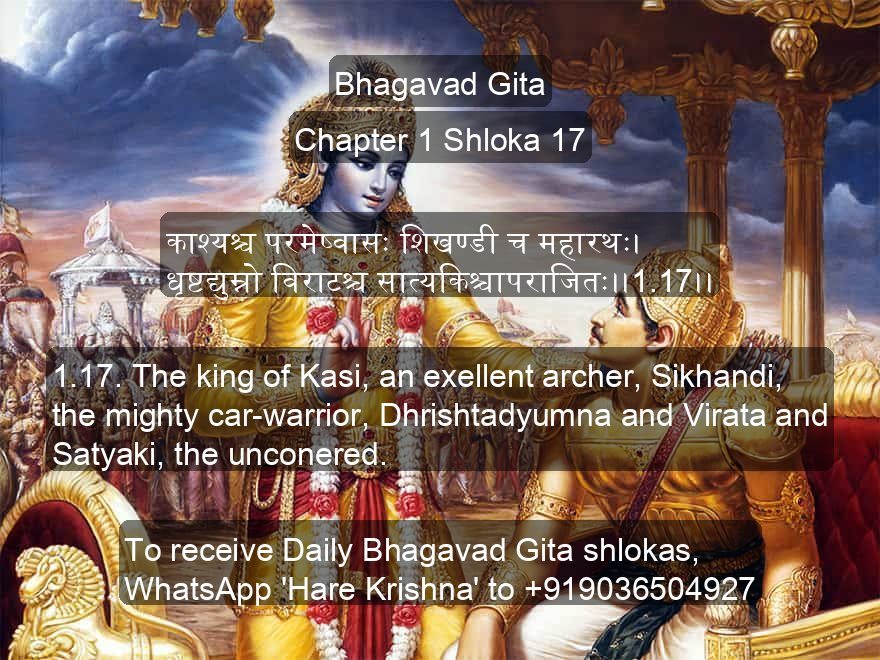 Bhagavad Gita
Chapter 1 Shloka 17
काश्यश्च परमेष्वासः शिखण्डी च महारथः।
धृष्टद्युम्नो विराटश्च सात्यकिश्चापराजितः।।1.17।।
1.17. The king of Kasi, an exellent archer, Sikhandi,
the mighty car-warrior, Dhrishtadyumna and Virata and
Satyaki, the unconered.
To receive Daily Bhagavad Gita shlokas,
WhatsApp 'Hare Krishna' to +919036504927